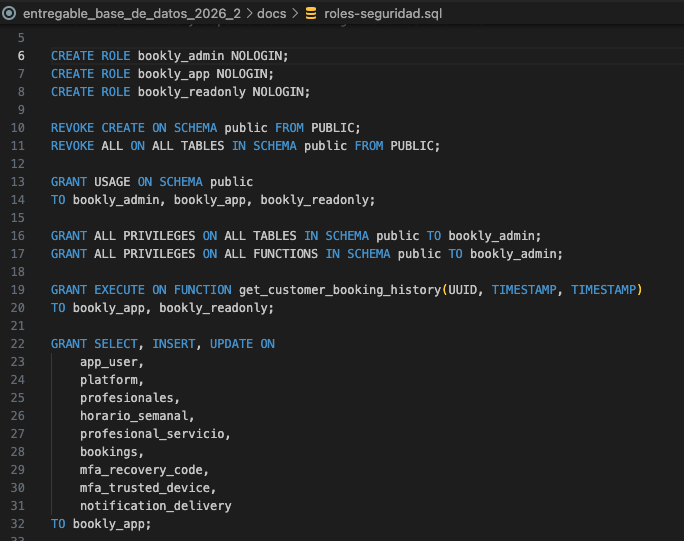 entregable_base_de_datos_2026_2 > docs > roles-seguridad.sql
5
6 CREATE ROLE bookly_admin NOLOGIN;
7 CREATE ROLE bookly_app NOLOGIN;
8 CREATE ROLE bookly_readonly NOLOGIN;
9
10 REVOKE CREATE ON SCHEMA public FROM PUBLIC;
11 REVOKE ALL ON ALL TABLES IN SCHEMA public FROM PUBLIC;
12
13 GRANT USAGE ON SCHEMA public
14 TO bookly_admin, bookly_app, bookly_readonly;
15
16 GRANT ALL PRIVILEGES ON ALL TABLES IN SCHEMA public TO bookly_admin;
17 GRANT ALL PRIVILEGES ON ALL FUNCTIONS IN SCHEMA public TO bookly_admin;
18
19 GRANT EXECUTE ON FUNCTION get_customer_booking_history(UUID, TIMESTAMP, TIMESTAMP)
20 TO bookly_app, bookly_readonly;
21
22 GRANT SELECT, INSERT, UPDATE ON
23     app_user,
24     platform,
25     profesionales,
26     horario_semanal,
27     profesional_servicio,
28     bookings,
29     mfa_recovery_code,
30     mfa_trusted_device,
31     notification_delivery
32 TO bookly_app;